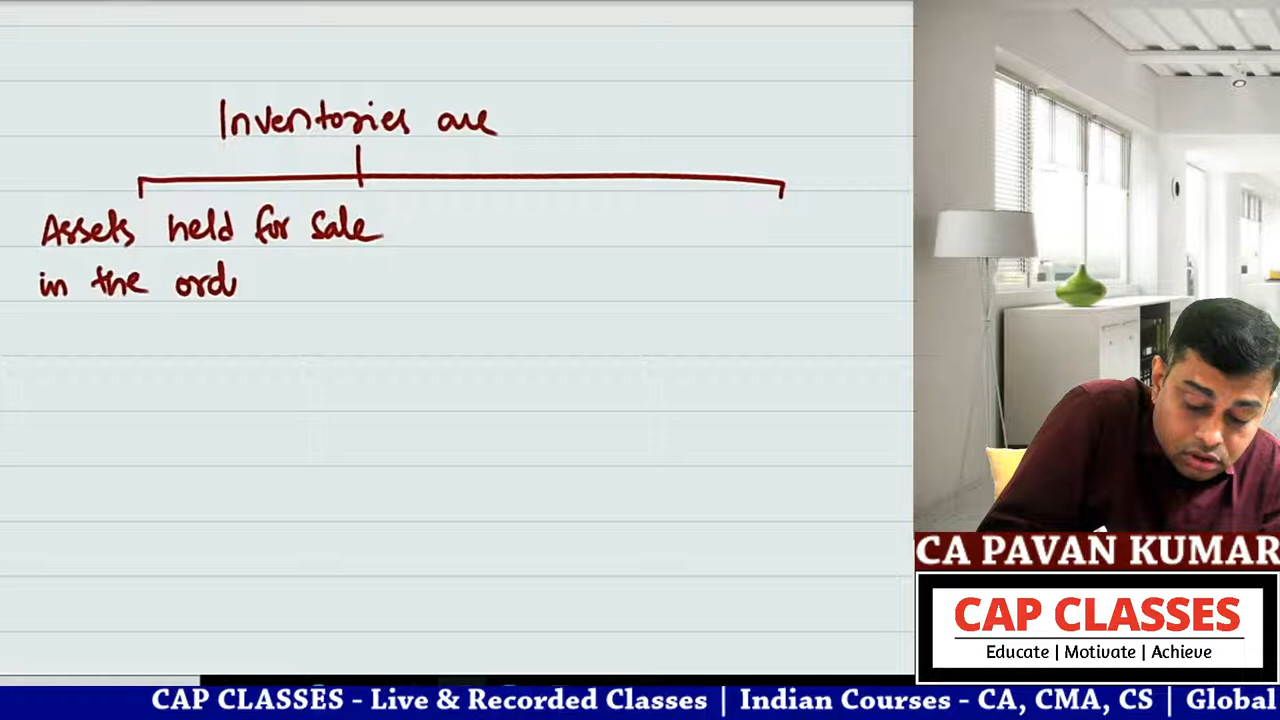 Inventories are
Assets held for sale
in the ord
CA PAVAN KUMAR
CAP CLASSES
Educate | Motivate | Achieve
CAP CLASSES - Live & Recorded Classes | Indian Courses - CA, CMA, CS | Global